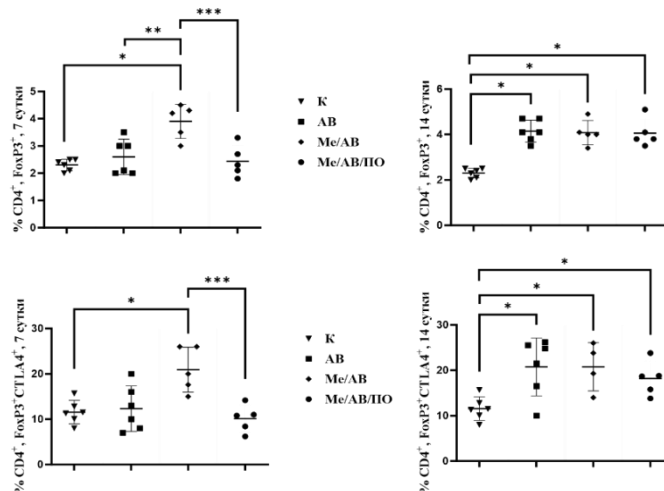 ***
**
*
% CD4⁺, FoxP3⁺, 7 сутки
5
4
3
2
1
0
К
АВ
Ме/АВ
Ме/АВ/ПО
*
*
*
% CD4⁺, FoxP3⁺, 14 сутки
6
4
2
0
***
*
% CD4⁺, FoxP3⁺CTLA4⁺, 7 сутки
30
20
10
0
К
АВ
Ме/АВ
Ме/АВ/ПО
*
*
*
% CD4⁺, FoxP3⁺CTLA4⁺, 14 сутки
30
20
10
0